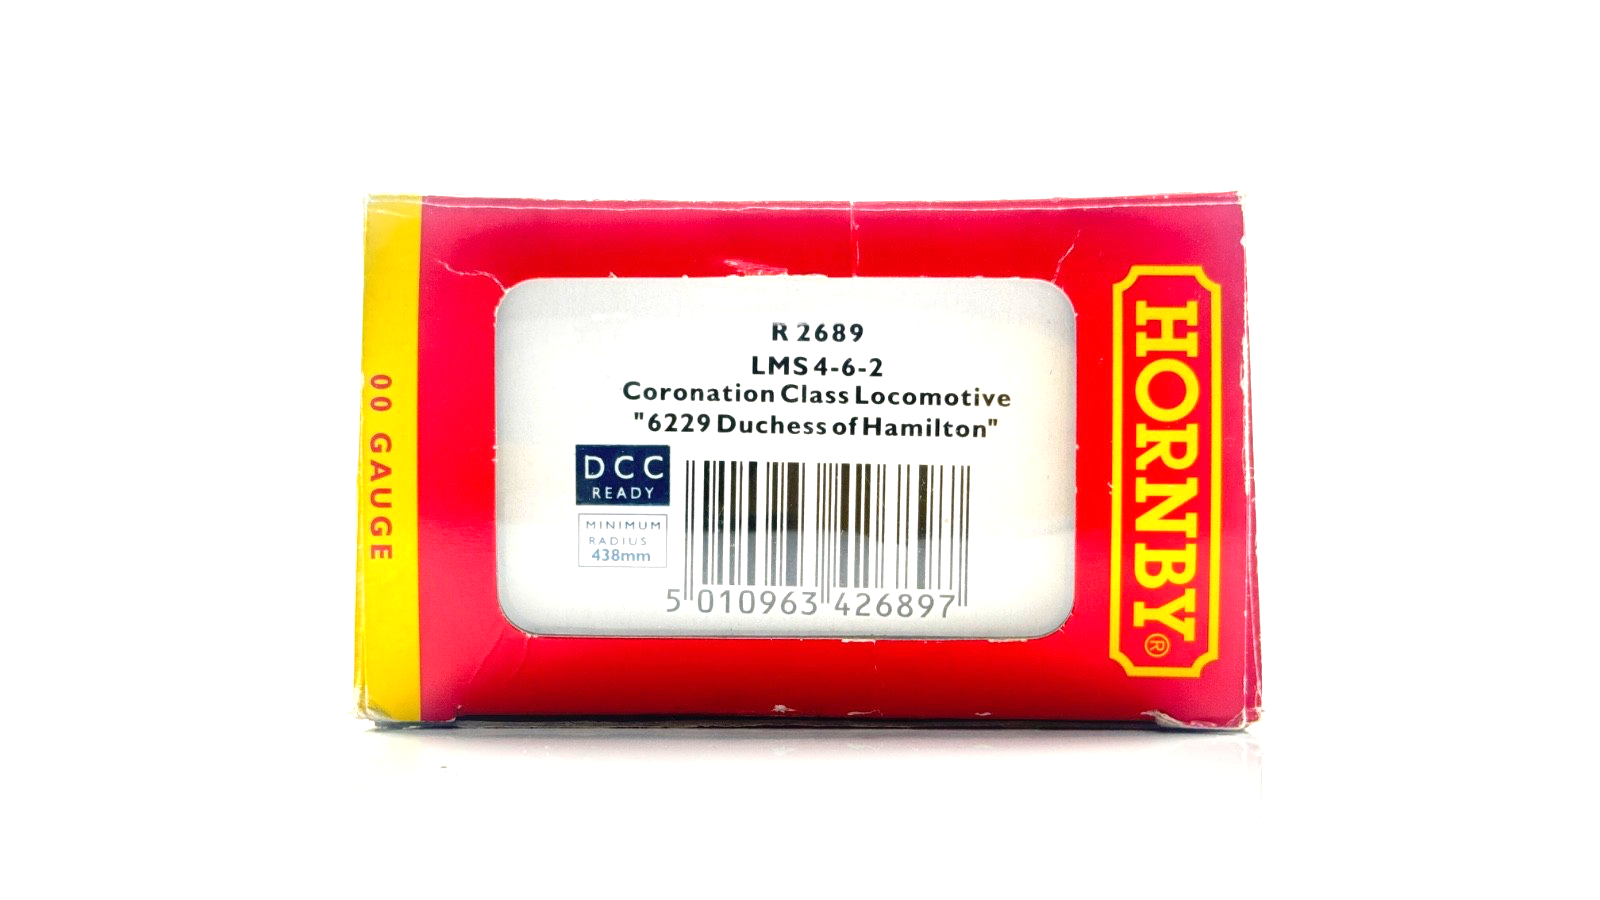 00 GAUGE
R 2689
LMS 4-6-2
Coronation Class Locomotive
"6229 Duchess of Hamilton"
DCC
READY
MINIMUM
RADIUS
438mm
5 010963 426897
HORNBY®